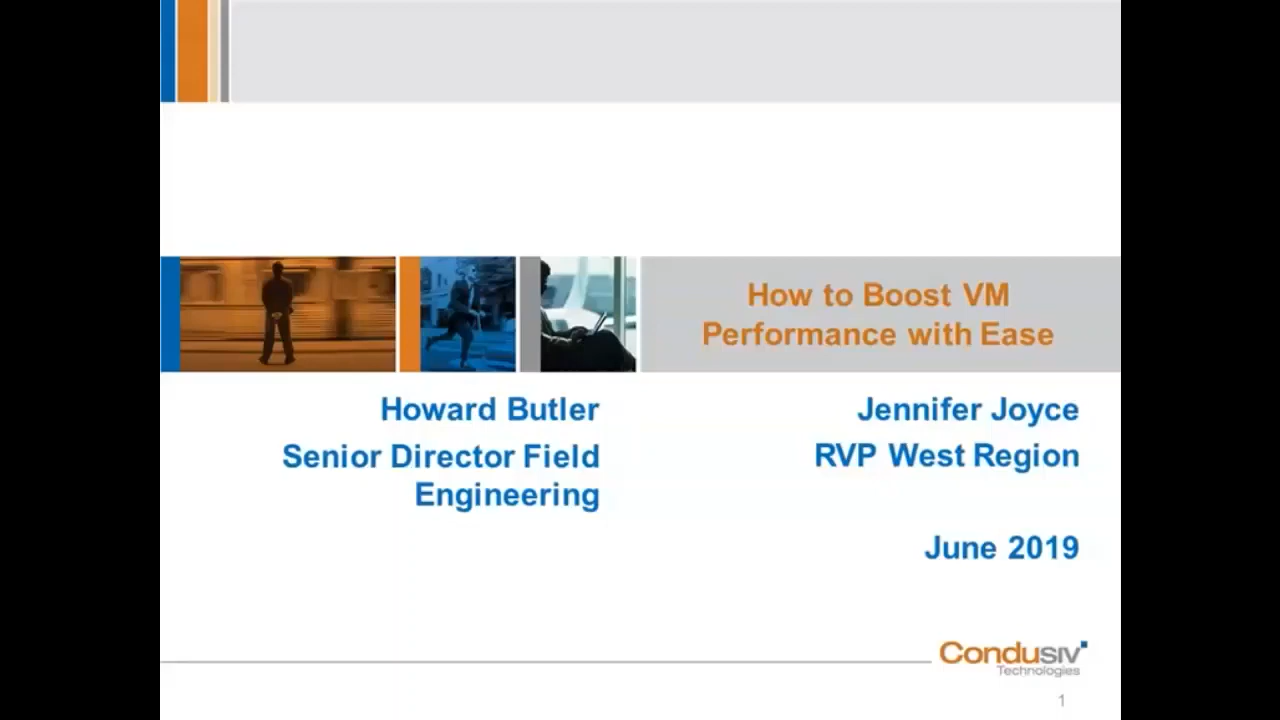 How to Boost VM
Performance with Ease
Howard Butler
Senior Director Field
Engineering
Jennifer Joyce
RVP West Region
June 2019
Condusiv
Technologies
1